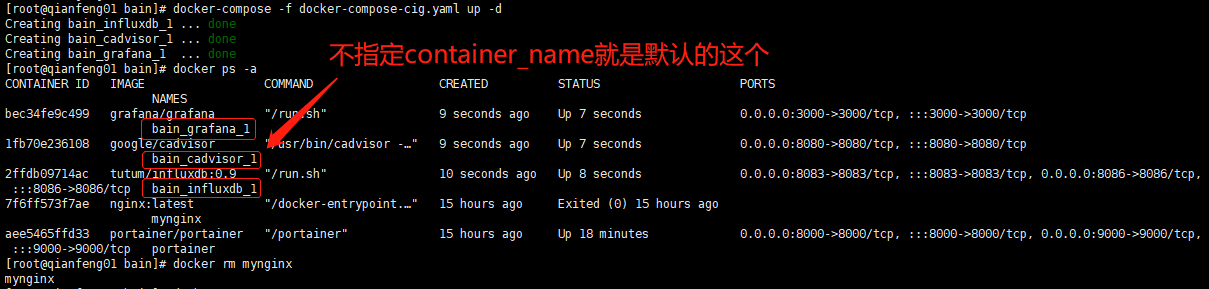 [root@qianfeng01 bain]# docker-compose -f docker-compose-cig.yaml up -d
Creating bain_influxdb_1 ... done
Creating bain_cadvisor_1 ... done
Creating bain_grafana_1  ... done
不指定container_name就是默认的这个
[root@qianfeng01 bain]# docker ps -a
CONTAINER ID   IMAGE                 COMMAND                  CREATED          STATUS                    PORTS
NAMES
bec34fe9c499   grafana/grafana       "/run.sh"                9 seconds ago    Up 7 seconds              0.0.0.0:3000->3000/tcp, :::3000->3000/tcp
bain_grafana_1
1fb70e236108   google/cadvisor       "/usr/bin/cadvisor -…"   9 seconds ago    Up 7 seconds              0.0.0.0:8080->8080/tcp, :::8080->8080/tcp
bain_cadvisor_1
2ffdb09714ac   tutum/influxdb:0.9    "/run.sh"                10 seconds ago   Up 8 seconds              0.0.0.0:8083->8083/tcp, :::8083->8083/tcp, 0.0.0.0:8086->8086/tcp,
:::8086->8086/tcp   bain_influxdb_1
7f6ff573f7ae   nginx:latest          "/docker-entrypoint.…"   15 hours ago     Exited (0) 15 hours ago
mynginx
aee5465ffd33   portainer/portainer   "/portainer"             15 hours ago     Up 18 minutes             0.0.0.0:8000->8000/tcp, :::8000->8000/tcp, 0.0.0.0:9000->9000/tcp,
:::9000->9000/tcp   portainer
[root@qianfeng01 bain]# docker rm mynginx
mynginx